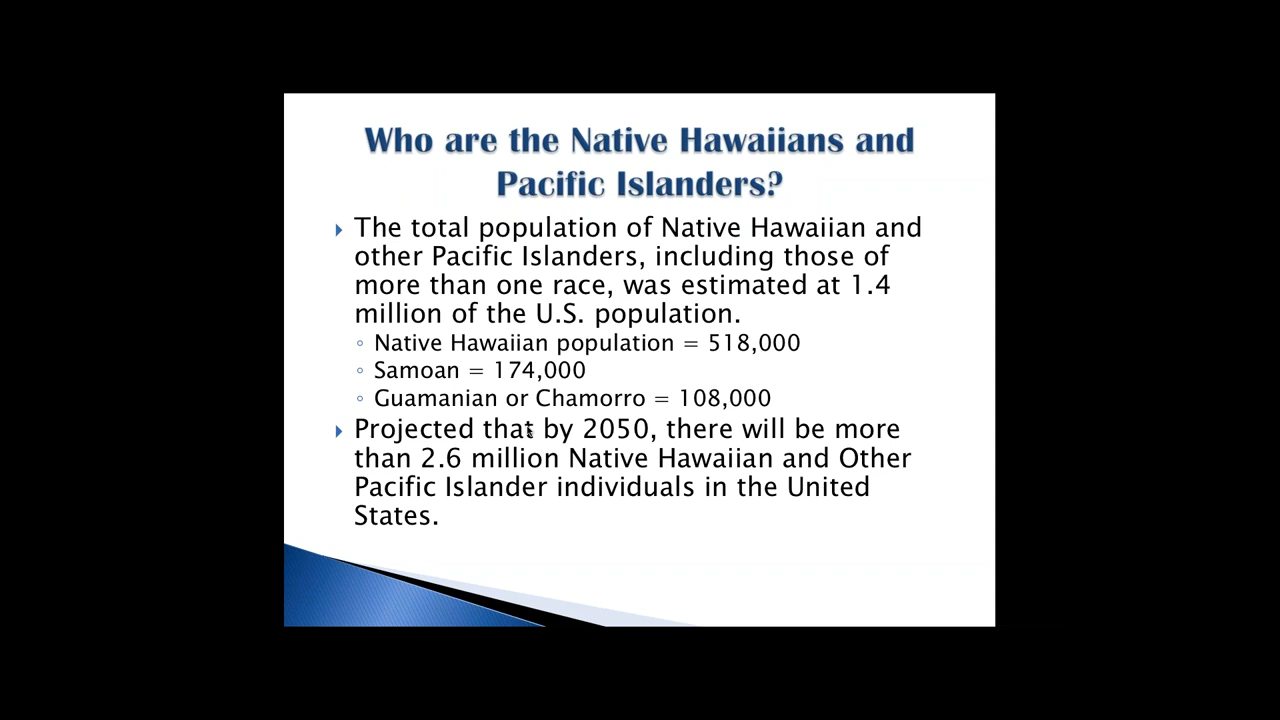 Who are the Native Hawaiians and
Pacific Islanders?
The total population of Native Hawaiian and
other Pacific Islanders, including those of
more than one race, was estimated at 1.4
million of the U.S. population.
Native Hawaiian population = 518,000
Samoan = 174,000
Guamanian or Chamorro = 108,000
Projected that by 2050, there will be more
than 2.6 million Native Hawaiian and Other
Pacific Islander individuals in the United
States.